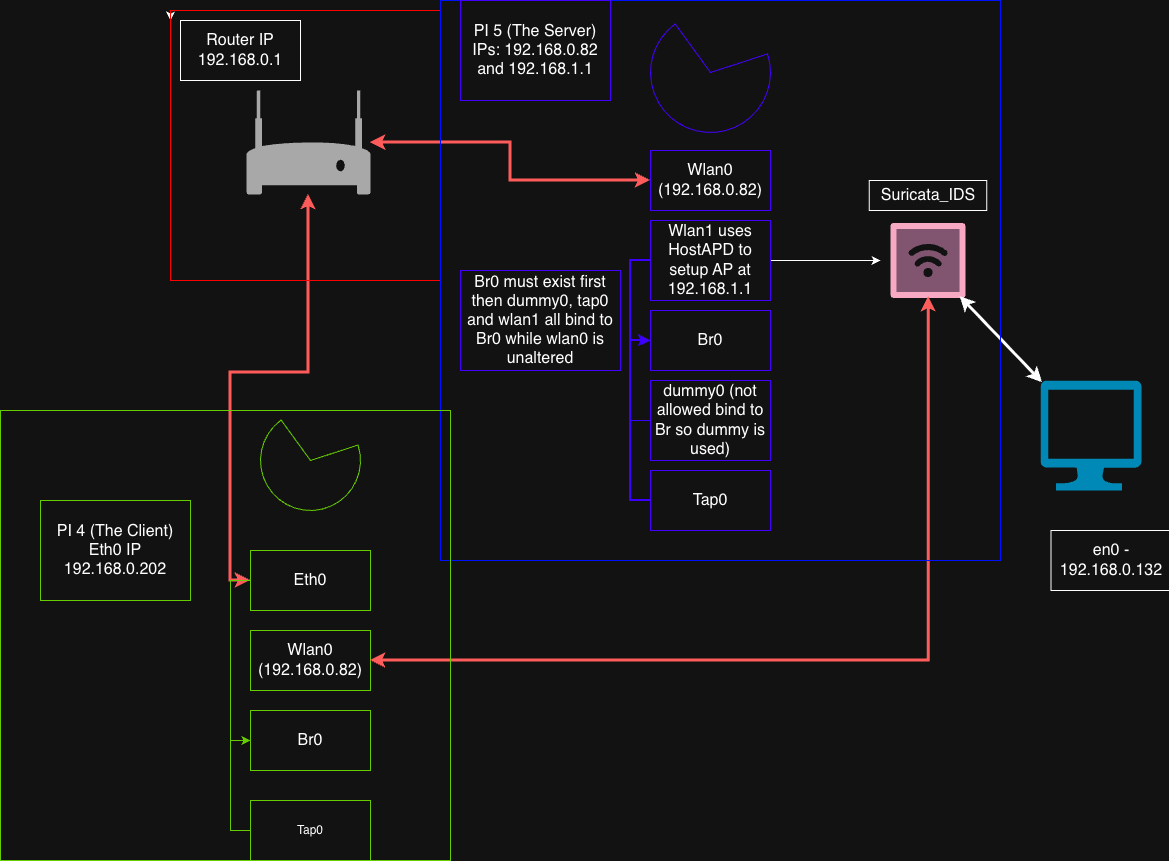 Router IP
192.168.0.1
PI 5 (The Server)
IPs: 192.168.0.82
and 192.168.1.1
Wlan0
(192.168.0.82)
Suricata_IDS
Wlan1 uses
HostAPD to
setup AP at
192.168.1.1
Br0 must exist first
then dummy0, tap0
and wlan1 all bind to
Br0 while wlan0 is
unaltered
Br0
dummy0 (not
allowed bind to
Br so dummy is
used)
Tap0
en0 -
192.168.0.132
PI 4 (The Client)
Eth0 IP
192.168.0.202
Eth0
Wlan0
(192.168.0.82)
Br0
Tap0